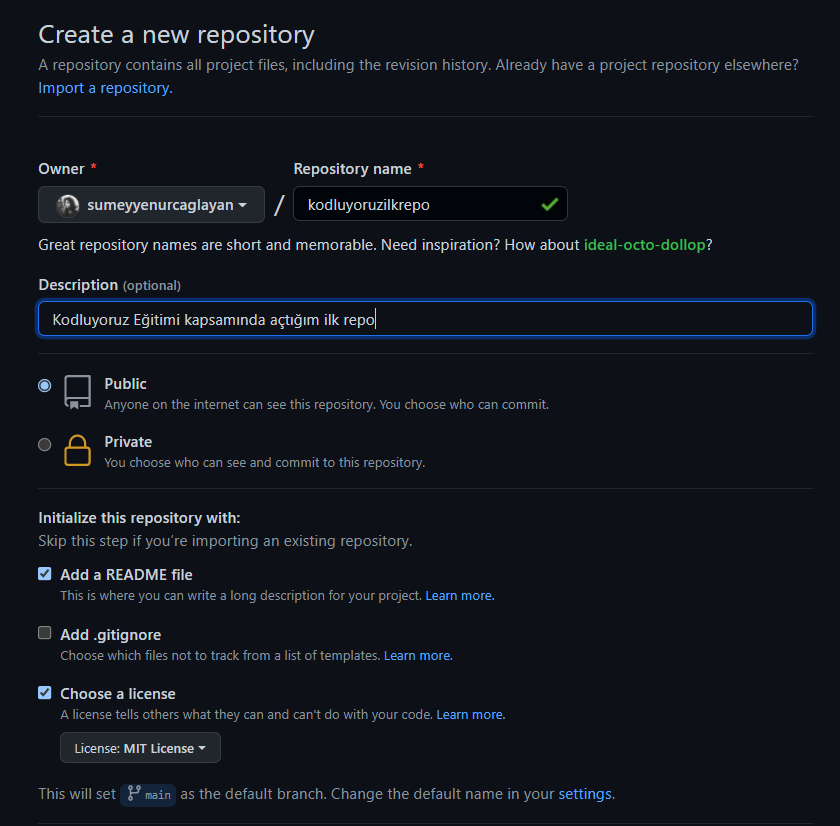 Create a new repository
A repository contains all project files, including the revision history. Already have a project repository elsewhere?
Import a repository.
Owner * Repository name *
sumeyyenurcaglayan / kodluyoruzilkrepo
Great repository names are short and memorable. Need inspiration? How about ideal-octo-dollop?
Description (optional)
Kodluyoruz Eğitimi kapsamında açtığım ilk repo
Public
Anyone on the internet can see this repository. You choose who can commit.
Private
You choose who can see and commit to this repository.
Initialize this repository with:
Skip this step if you're importing an existing repository.
Add a README file
This is where you can write a long description for your project. Learn more.
Add .gitignore
Choose which files not to track from a list of templates. Learn more.
Choose a license
A license tells others what they can and can't do with your code. Learn more.
License: MIT License
This will set main as the default branch. Change the default name in your settings.